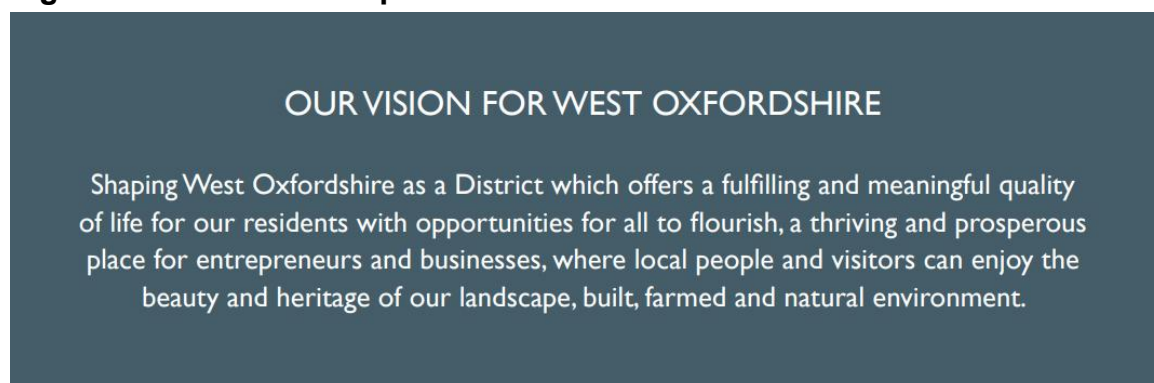 OUR VISION FOR WEST OXFORDSHIRE
Shaping West Oxfordshire as a District which offers a fulfilling and meaningful quality
of life for our residents with opportunities for all to flourish, a thriving and prosperous
place for entrepreneurs and businesses, where local people and visitors can enjoy the
beauty and heritage of our landscape, built, farmed and natural environment.